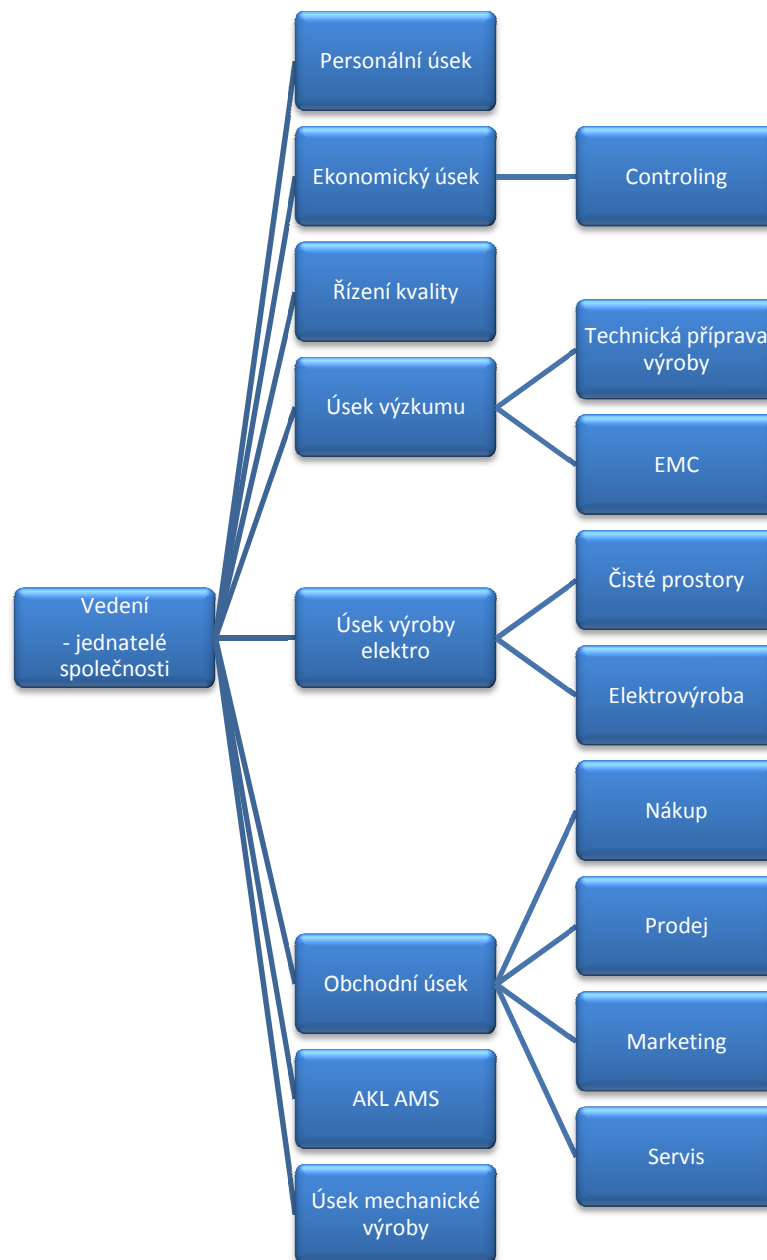 Personální úsek
Ekonomický úsek
Controling
Řízení kvality
Úsek výzkumu
Technická příprava
výroby
EMC
Vedení
- jednatelé
společnosti
Úsek výroby
elektro
Čisté prostory
Elektrovýroba
Obchodní úsek
Nákup
Prodej
Marketing
Servis
AKL AMS
Úsek mechanické
výroby